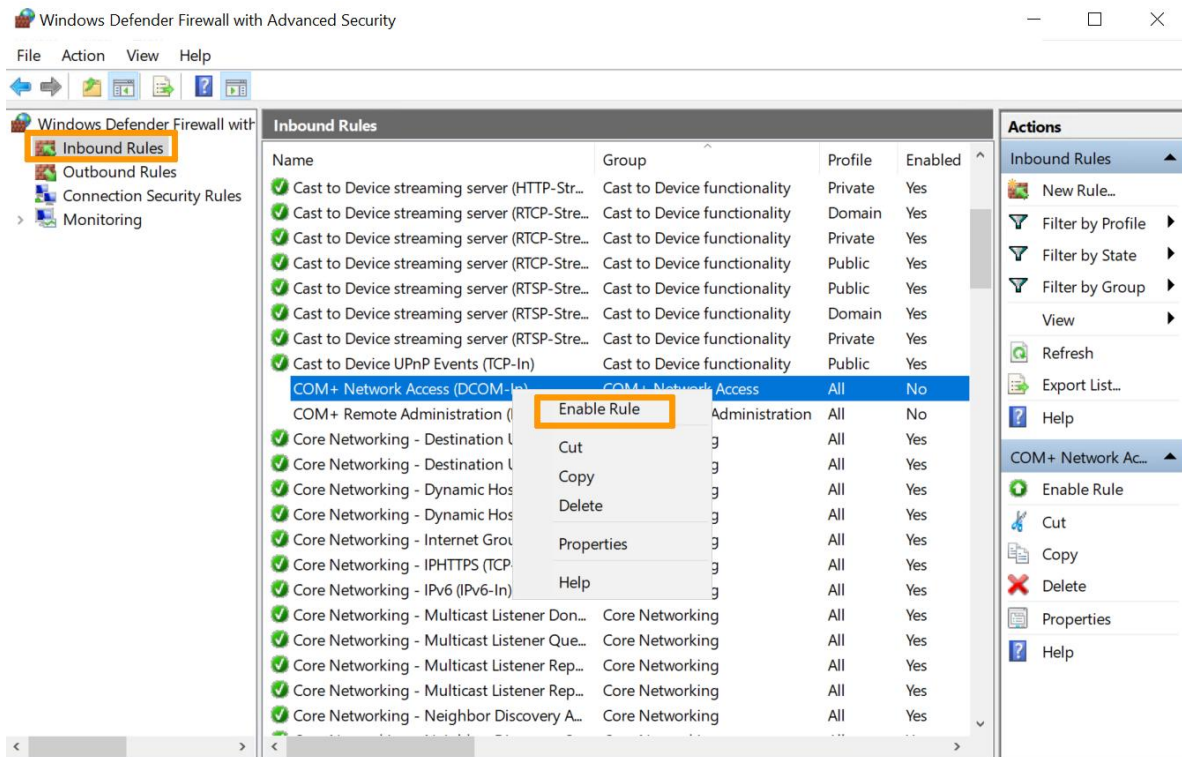 Windows Defender Firewall with Advanced Security
File Action View Help
Windows Defender Firewall with
Inbound Rules
Outbound Rules
Connection Security Rules
Monitoring
Inbound Rules
Name Group Profile Enabled
Cast to Device streaming server (HTTP-Str... Cast to Device functionality Private Yes
Cast to Device streaming server (RTCP-Stre... Cast to Device functionality Domain Yes
Cast to Device streaming server (RTCP-Stre... Cast to Device functionality Private Yes
Cast to Device streaming server (RTCP-Stre... Cast to Device functionality Public Yes
Cast to Device streaming server (RTSP-Stre... Cast to Device functionality Public Yes
Cast to Device streaming server (RTSP-Stre... Cast to Device functionality Domain Yes
Cast to Device streaming server (RTSP-Stre... Cast to Device functionality Private Yes
Cast to Device UPnP Events (TCP-In) Cast to Device functionality Public Yes
COM+ Network Access (DCOM-In) COM+ Network Access All No
COM+ Remote Administration ( Administration All No
Core Networking - Destination U g All Yes
Core Networking - Destination U g All Yes
Core Networking - Dynamic Hos g All Yes
Core Networking - Dynamic Hos g All Yes
Core Networking - Internet Grou g All Yes
Core Networking - IPHTTPS (TCP- g All Yes
Core Networking - IPv6 (IPv6-In) g All Yes
Core Networking - Multicast Listener Don... Core Networking All Yes
Core Networking - Multicast Listener Que... Core Networking All Yes
Core Networking - Multicast Listener Rep... Core Networking All Yes
Core Networking - Multicast Listener Rep... Core Networking All Yes
Core Networking - Neighbor Discovery A... Core Networking All Yes
Enable Rule
Cut
Copy
Delete
Properties
Help
Actions
Inbound Rules
New Rule...
Filter by Profile
Filter by State
Filter by Group
View
Refresh
Export List...
Help
COM+ Network Ac...
Enable Rule
Cut
Copy
Delete
Properties
Help